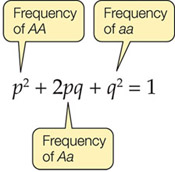 Frequency
of AA
Frequency
of aa
p² + 2pq + q² = 1
Frequency
of Aa